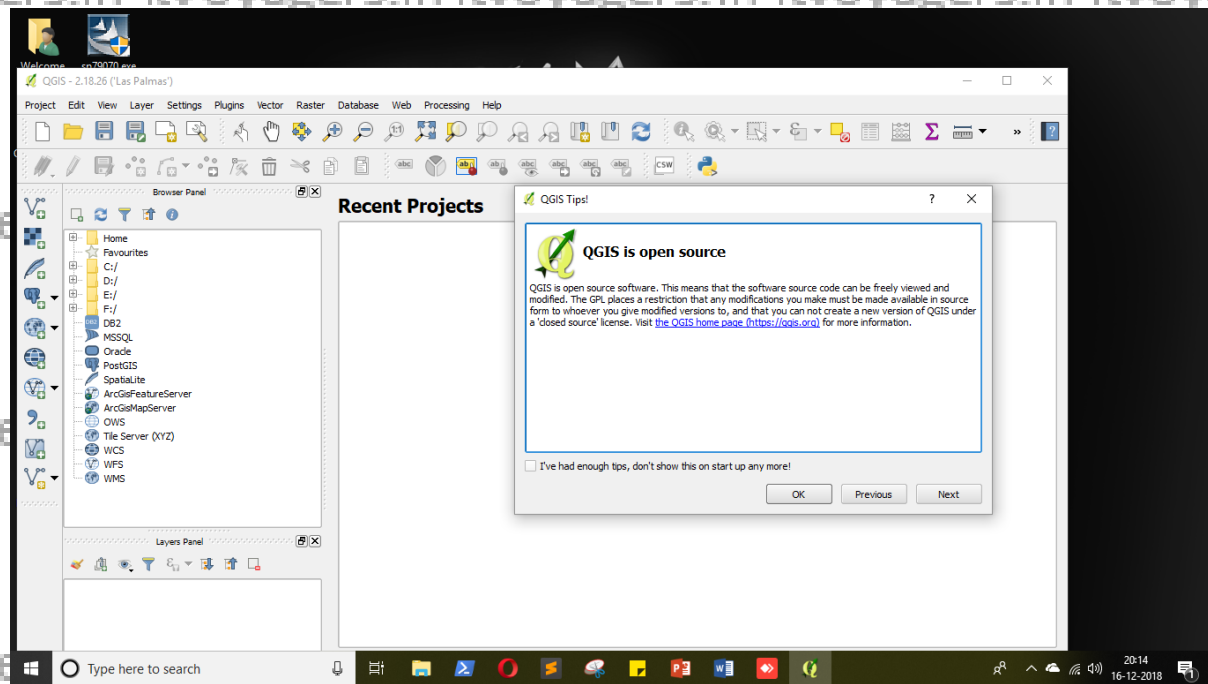 Welcome
sp79070.exe
QGIS - 2.18.26 ('Las Palmas')
Project Edit View Layer Settings Plugins Vector Raster Database Web Processing Help
abc
CSW
Browser Panel
Home
Favourites
C:/
D:/
E:/
F:/
DB2
MSSQL
Oracle
PostGIS
SpatiaLite
ArcGisFeatureServer
ArcGisMapServer
OWS
Tile Server (XYZ)
WCS
WFS
WMS
Layers Panel
Recent Projects
QGIS Tips!
QGIS is open source
QGIS is open source software. This means that the software source code can be freely viewed and
modified. The GPL places a restriction that any modifications you make must be made available in source
form to whoever you give modified versions to, and that you can not create a new version of QGIS under
a 'closed source' license. Visit the QGIS home page (https://qgis.org) for more information.
I've had enough tips, don't show this on start up any more!
OK Previous Next
Type here to search
20:14
16-12-2018